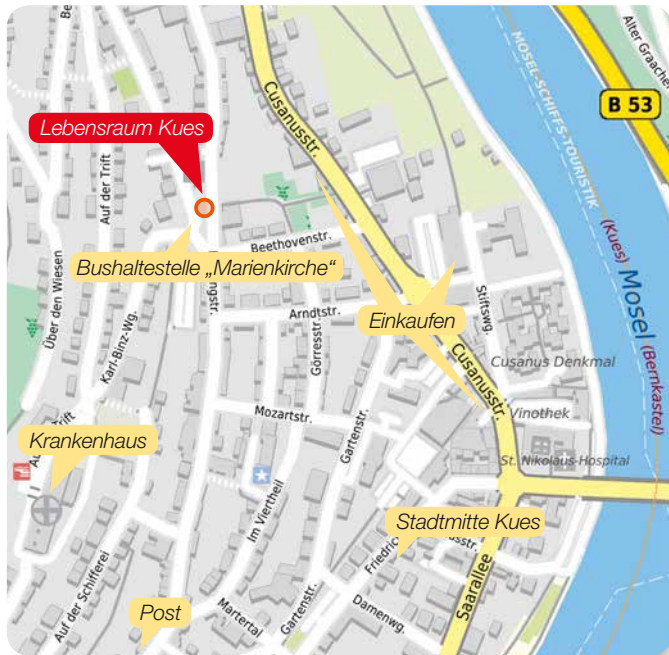 Alter Graacher
B 53
MOSEL-SCHIFFS-TOURISTIK
Cusanusstr.
Lebensraum Kues
Auf der Trift
Beethovenstr.
Bushaltestelle „Marienkirche“
(Kues)
Mosel
(Bernkastel)
Über den Wiesen
Karl-Binz-Wg.
Arndtstr.
Einkaufen
Stiftswg.
Görresstr.
Cusanusstr.
Cusanus Denkmal
Mozartstr.
Vinothek
Krankenhaus
Gartenstr.
St. Nikolaus-Hospital
Im Viertheil
Stadtmitte Kues
Saarallee
Auf der Schifferei
Post
Martertal
Gartenstr.
Damenwg.